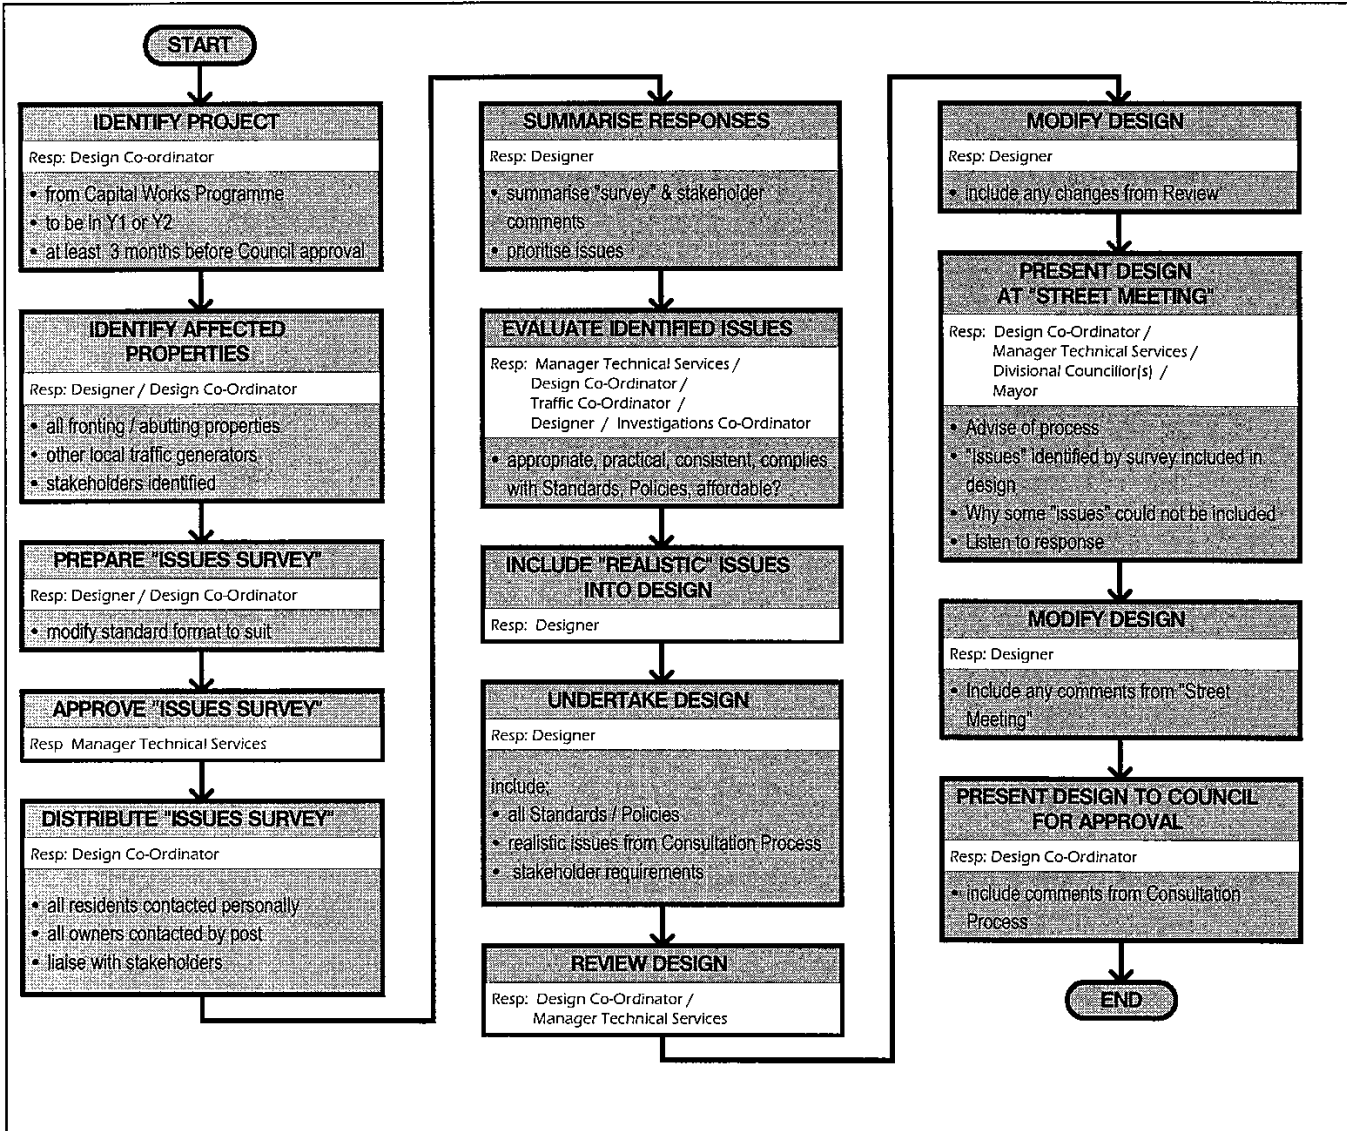 START
IDENTIFY PROJECT
Resp: Design Co-ordinator
• from Capital Works Programme
• to be in Y1 or Y2
• at least 3 months before Council approval
IDENTIFY AFFECTED
PROPERTIES
Resp: Designer / Design Co-Ordinator
• all fronting / abutting properties
• other local traffic generators
• stakeholders identified
PREPARE "ISSUES SURVEY"
Resp: Designer / Design Co-Ordinator
• modify standard format to suit
APPROVE "ISSUES SURVEY"
Resp Manager Technical Services
DISTRIBUTE "ISSUES SURVEY"
Resp: Design Co-Ordinator
• all residents contacted personally
• all owners contacted by post
• liaise with stakeholders
SUMMARISE RESPONSES
Resp: Designer
• summarise "survey" & stakeholder
comments
• prioritise issues
EVALUATE IDENTIFIED ISSUES
Resp: Manager Technical Services /
Design Co-Ordinator /
Traffic Co-Ordinator /
Designer / Investigations Co-Ordinator
• appropriate, practical, consistent, complies
with Standards, Policies, affordable?
INCLUDE "REALISTIC" ISSUES
INTO DESIGN
Resp: Designer
UNDERTAKE DESIGN
Resp: Designer
include;
• all Standards / Policies
• realistic issues from Consultation Process
• stakeholder requirements
REVIEW DESIGN
Resp: Design Co-Ordinator /
Manager Technical Services
MODIFY DESIGN
Resp: Designer
• include any changes from Review
PRESENT DESIGN
AT "STREET MEETING"
Resp: Design Co-Ordinator /
Manager Technical Services /
Divisional Councillor(s) /
Mayor
• Advise of process
• "Issues" identified by survey included in
design
• Why some "issues" could not be included
• Listen to response
MODIFY DESIGN
Resp: Designer
• Include any comments from "Street
Meeting"
PRESENT DESIGN TO COUNCIL
FOR APPROVAL
Resp: Design Co-Ordinator
• include comments from Consultation
Process
END